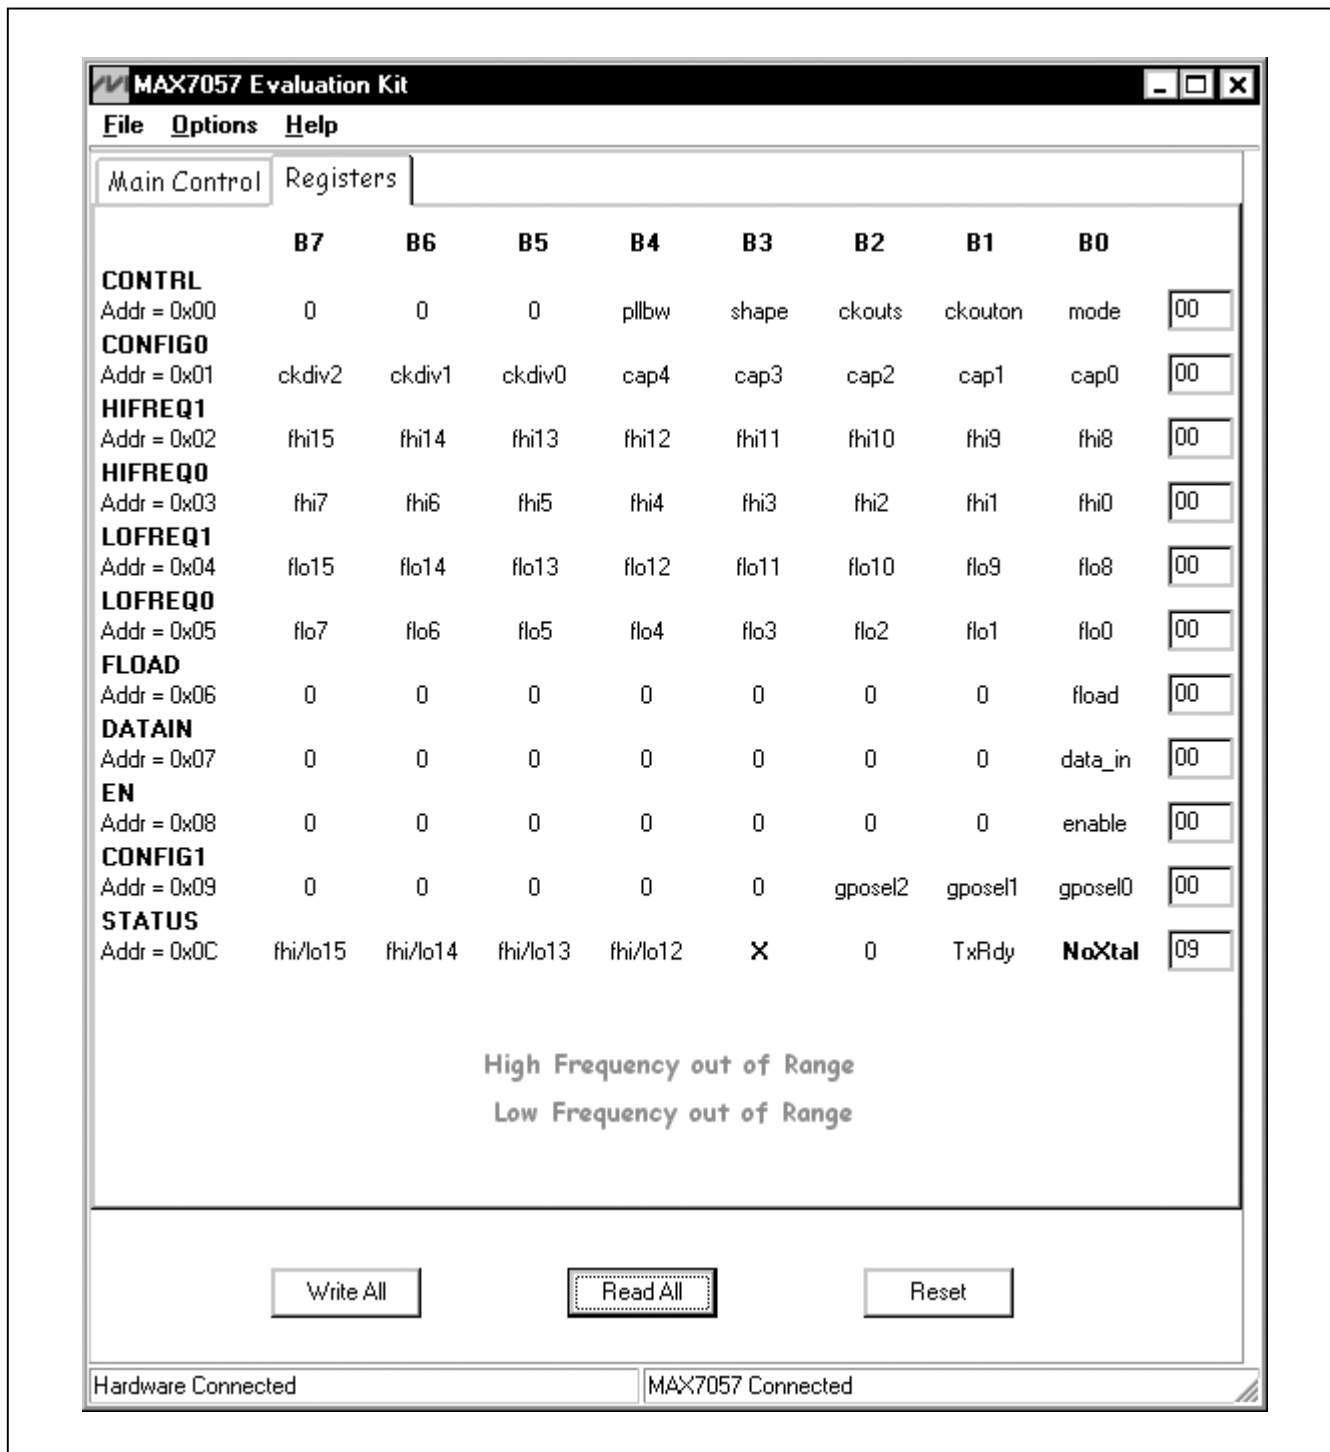 MAX7057 Evaluation Kit
File Options Help
Main Control Registers
B7 B6 B5 B4 B3 B2 B1 B0
CONTRL
Addr = 0x00 0 0 0 pllbw shape ckouts ckouton mode 00
CONFIG0
Addr = 0x01 ckdiv2 ckdiv1 ckdiv0 cap4 cap3 cap2 cap1 cap0 00
HIFREQ1
Addr = 0x02 fhi15 fhi14 fhi13 fhi12 fhi11 fhi10 fhi9 fhi8 00
HIFREQ0
Addr = 0x03 fhi7 fhi6 fhi5 fhi4 fhi3 fhi2 fhi1 fhi0 00
LOFREQ1
Addr = 0x04 flo15 flo14 flo13 flo12 flo11 flo10 flo9 flo8 00
LOFREQ0
Addr = 0x05 flo7 flo6 flo5 flo4 flo3 flo2 flo1 flo0 00
FLOAD
Addr = 0x06 0 0 0 0 0 0 0 fload 00
DATAIN
Addr = 0x07 0 0 0 0 0 0 0 data_in 00
EN
Addr = 0x08 0 0 0 0 0 0 0 enable 00
CONFIG1
Addr = 0x09 0 0 0 0 0 gposel2 gposel1 gposel0 00
STATUS
Addr = 0x0C fhi/lo15 fhi/lo14 fhi/lo13 fhi/lo12 X 0 TxRdy NoXtal 09
High Frequency out of Range
Low Frequency out of Range
Write All Read All Reset
Hardware Connected MAX7057 Connected